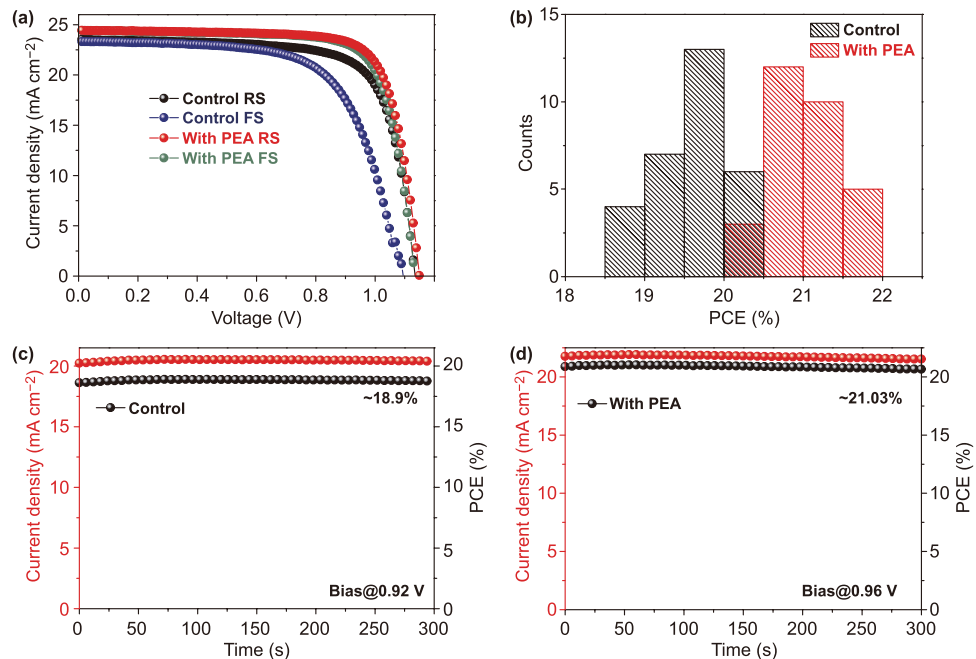 (a)
Current density (mA cm⁻²)
25
20
15
10
5
0
Control RS
Control FS
With PEA RS
With PEA FS
0.0 0.2 0.4 0.6 0.8 1.0
Voltage (V)
(b)
Counts
15
10
5
0
Control
With PEA
18 19 20 21 22
PCE (%)
(c)
Current density (mA cm⁻²)
20
15
10
5
0
Control
~18.9%
Bias@0.92 V
20
15
10
5
0
PCE (%)
0 50 100 150 200 250 300
Time (s)
(d)
Current density (mA cm⁻²)
20
15
10
5
0
With PEA
~21.03%
Bias@0.96 V
20
15
10
5
0
PCE (%)
0 50 100 150 200 250 300
Time (s)